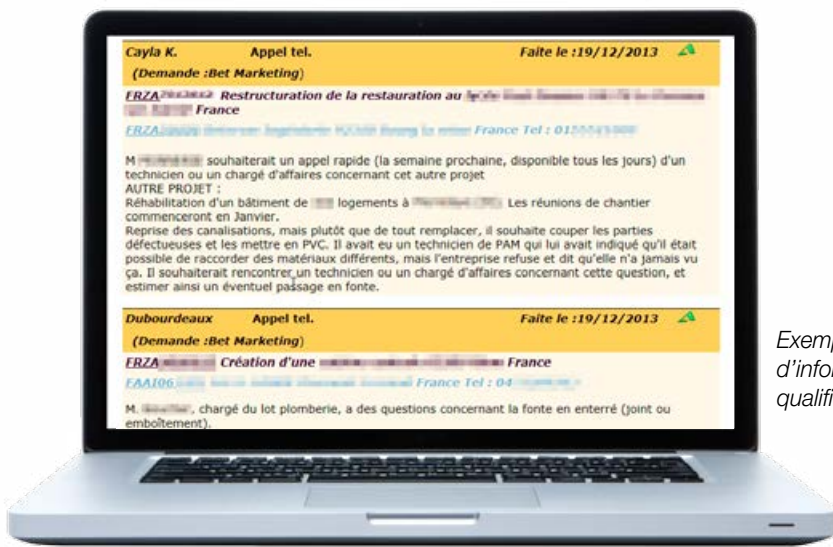 Cayla K. Appel tel. Faite le :19/12/2013
(Demande :Bet Marketing)
FRZA Restructuration de la restauration au
France
FRZA France Tel : 01
M souhaiterait un appel rapide (la semaine prochaine, disponible tous les jours) d'un
technicien ou un chargé d'affaires concernant cet autre projet
AUTRE PROJET :
Réhabilitation d'un bâtiment de logements à Les réunions de chantier
commenceront en Janvier.
Reprise des canalisations, mais plutôt que de tout remplacer, il souhaite couper les parties
défectueuses et les mettre en PVC. Il avait eu un technicien de PAM qui lui avait indiqué qu'il était
possible de raccorder des matériaux différents, mais l'entreprise refuse et dit qu'elle n'a jamais vu
ça. Il souhaiterait rencontrer un technicien ou un chargé d'affaires concernant cette question, et
estimer ainsi un éventuel passage en fonte.
Dubourdeaux Appel tel. Faite le :19/12/2013
(Demande :Bet Marketing)
FRZA Création d'une France
FAAI06 France Tel : 04
M. , chargé du lot plomberie, a des questions concernant la fonte en enterré (joint ou
emboîtement).
Exemp
d'infor
qualifi